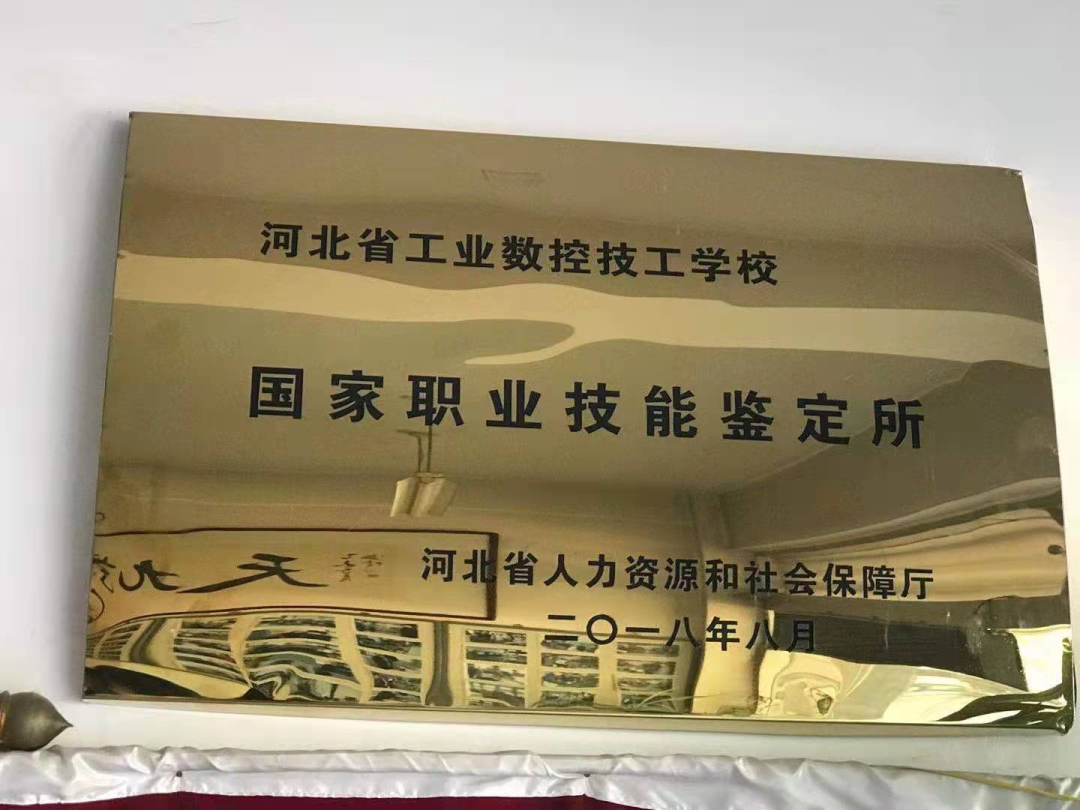 河北省工业数控技工学校
国家职业技能鉴定所
河北省人力资源和社会保障厅
二〇一八年八月
天九